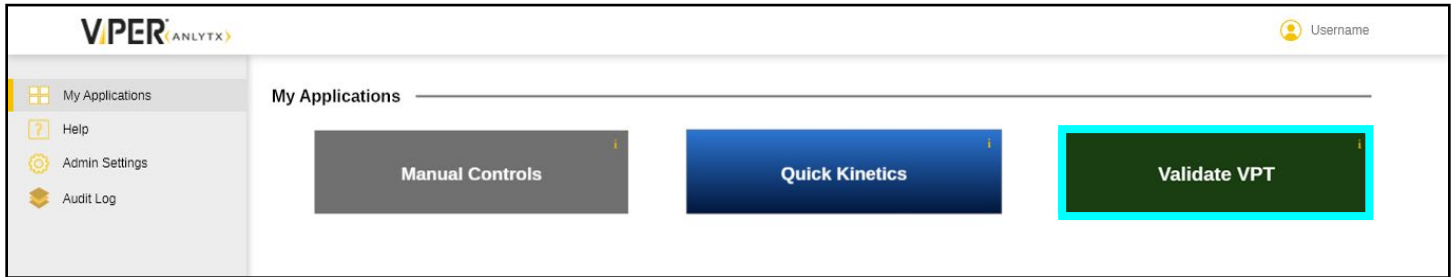 VIPER(ANLYTX)
Username
My Applications
Help
Admin Settings
Audit Log
My Applications
Manual Controls
i
Quick Kinetics
i
Validate VPT
i